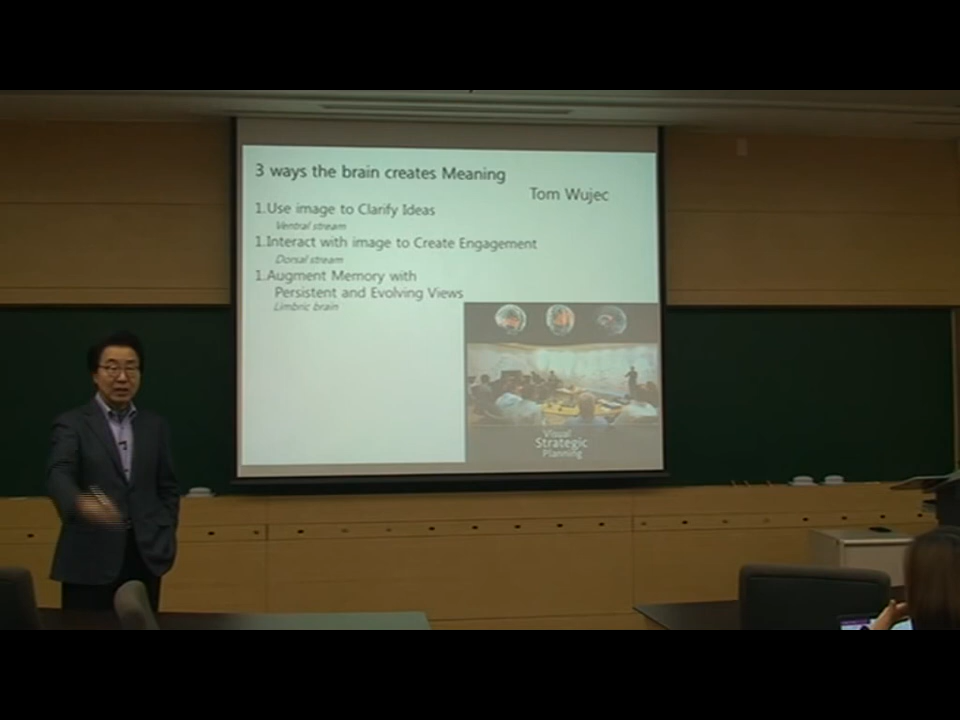 3 ways the brain creates Meaning
Tom Wujec
1.Use image to Clarify Ideas
Ventral stream
1.Interact with image to Create Engagement
Dorsal stream
1.Augment Memory with
Persistent and Evolving Views
Limbric brain
Visual
Strategic
Planning